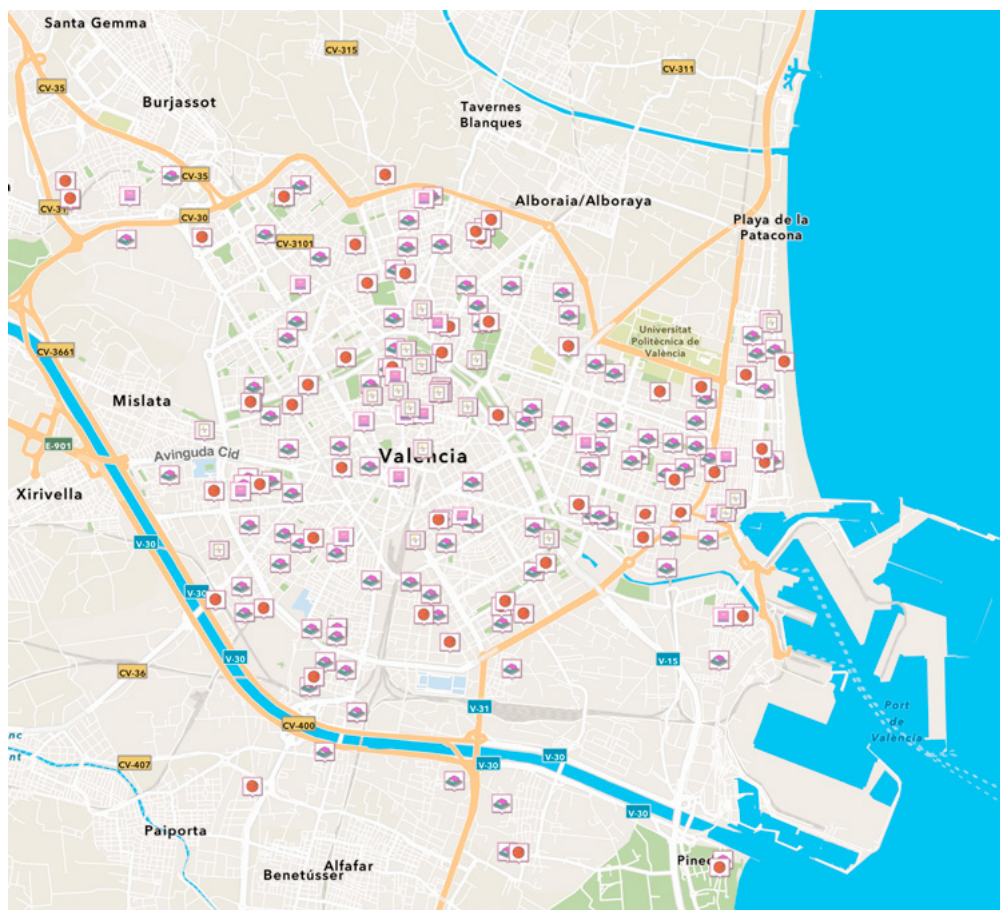 Santa Gemma
CV-315
CV-311
CV-35
Burjassot
Tavernes
Blanques
CV-35
CV-31
CV-30
Alboraia/Alboraya
Playa de la
Patacona
CV-3101
Universitat
Politècnica de
València
CV-3661
Mislata
E-901
Avinguda Cid
València
Xirivella
V-30
V-30
V-30
V-15
CV-36
V-31
Port
de
València
CV-400
V-30
V-30
CV-407
V-30
Paiporta
Alfafar
Benetússer